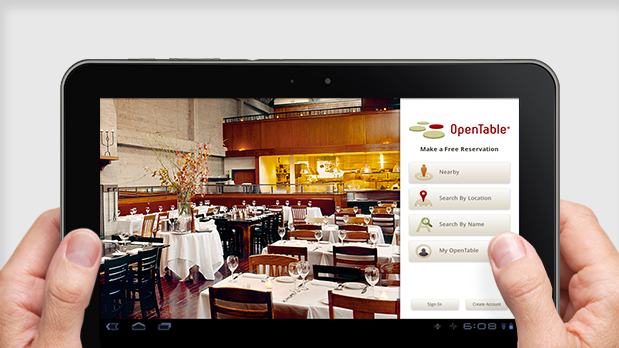 OpenTable®
Make a Free Reservation
Nearby
Search By Location
Search By Name
My OpenTable
Sign In
Create Account
6:08